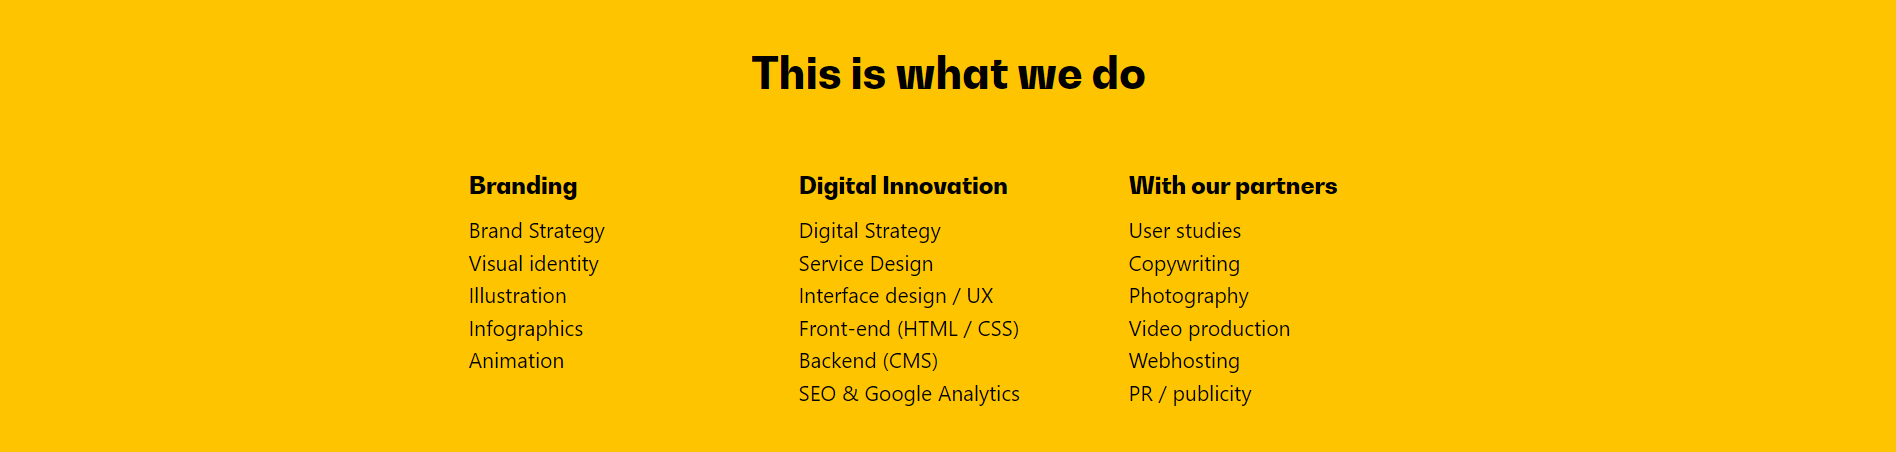 This is what we do
Branding
Brand Strategy
Visual identity
Illustration
Infographics
Animation
Digital Innovation
Digital Strategy
Service Design
Interface design / UX
Front-end (HTML / CSS)
Backend (CMS)
SEO & Google Analytics
With our partners
User studies
Copywriting
Photography
Video production
Webhosting
PR / publicity